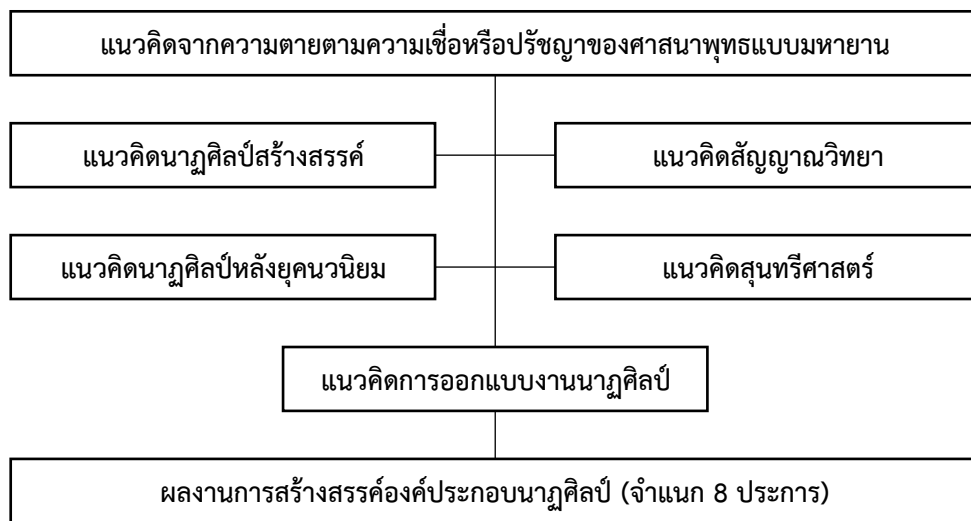 แนวคิดจากความตายตามความเชื่อหรือปรัชญาของศาสนาพุทธแบบมหายาน
แนวคิดนาฏศิลป์สร้างสรรค์
แนวคิดสัญญาณวิทยา
แนวคิดนาฏศิลป์หลังยุคนวนิยม
แนวคิดสุนทรีศาสตร์
แนวคิดการออกแบบงานนาฏศิลป์
ผลงานการสร้างสรรค์องค์ประกอบนาฏศิลป์ (จำแนก 8 ประการ)